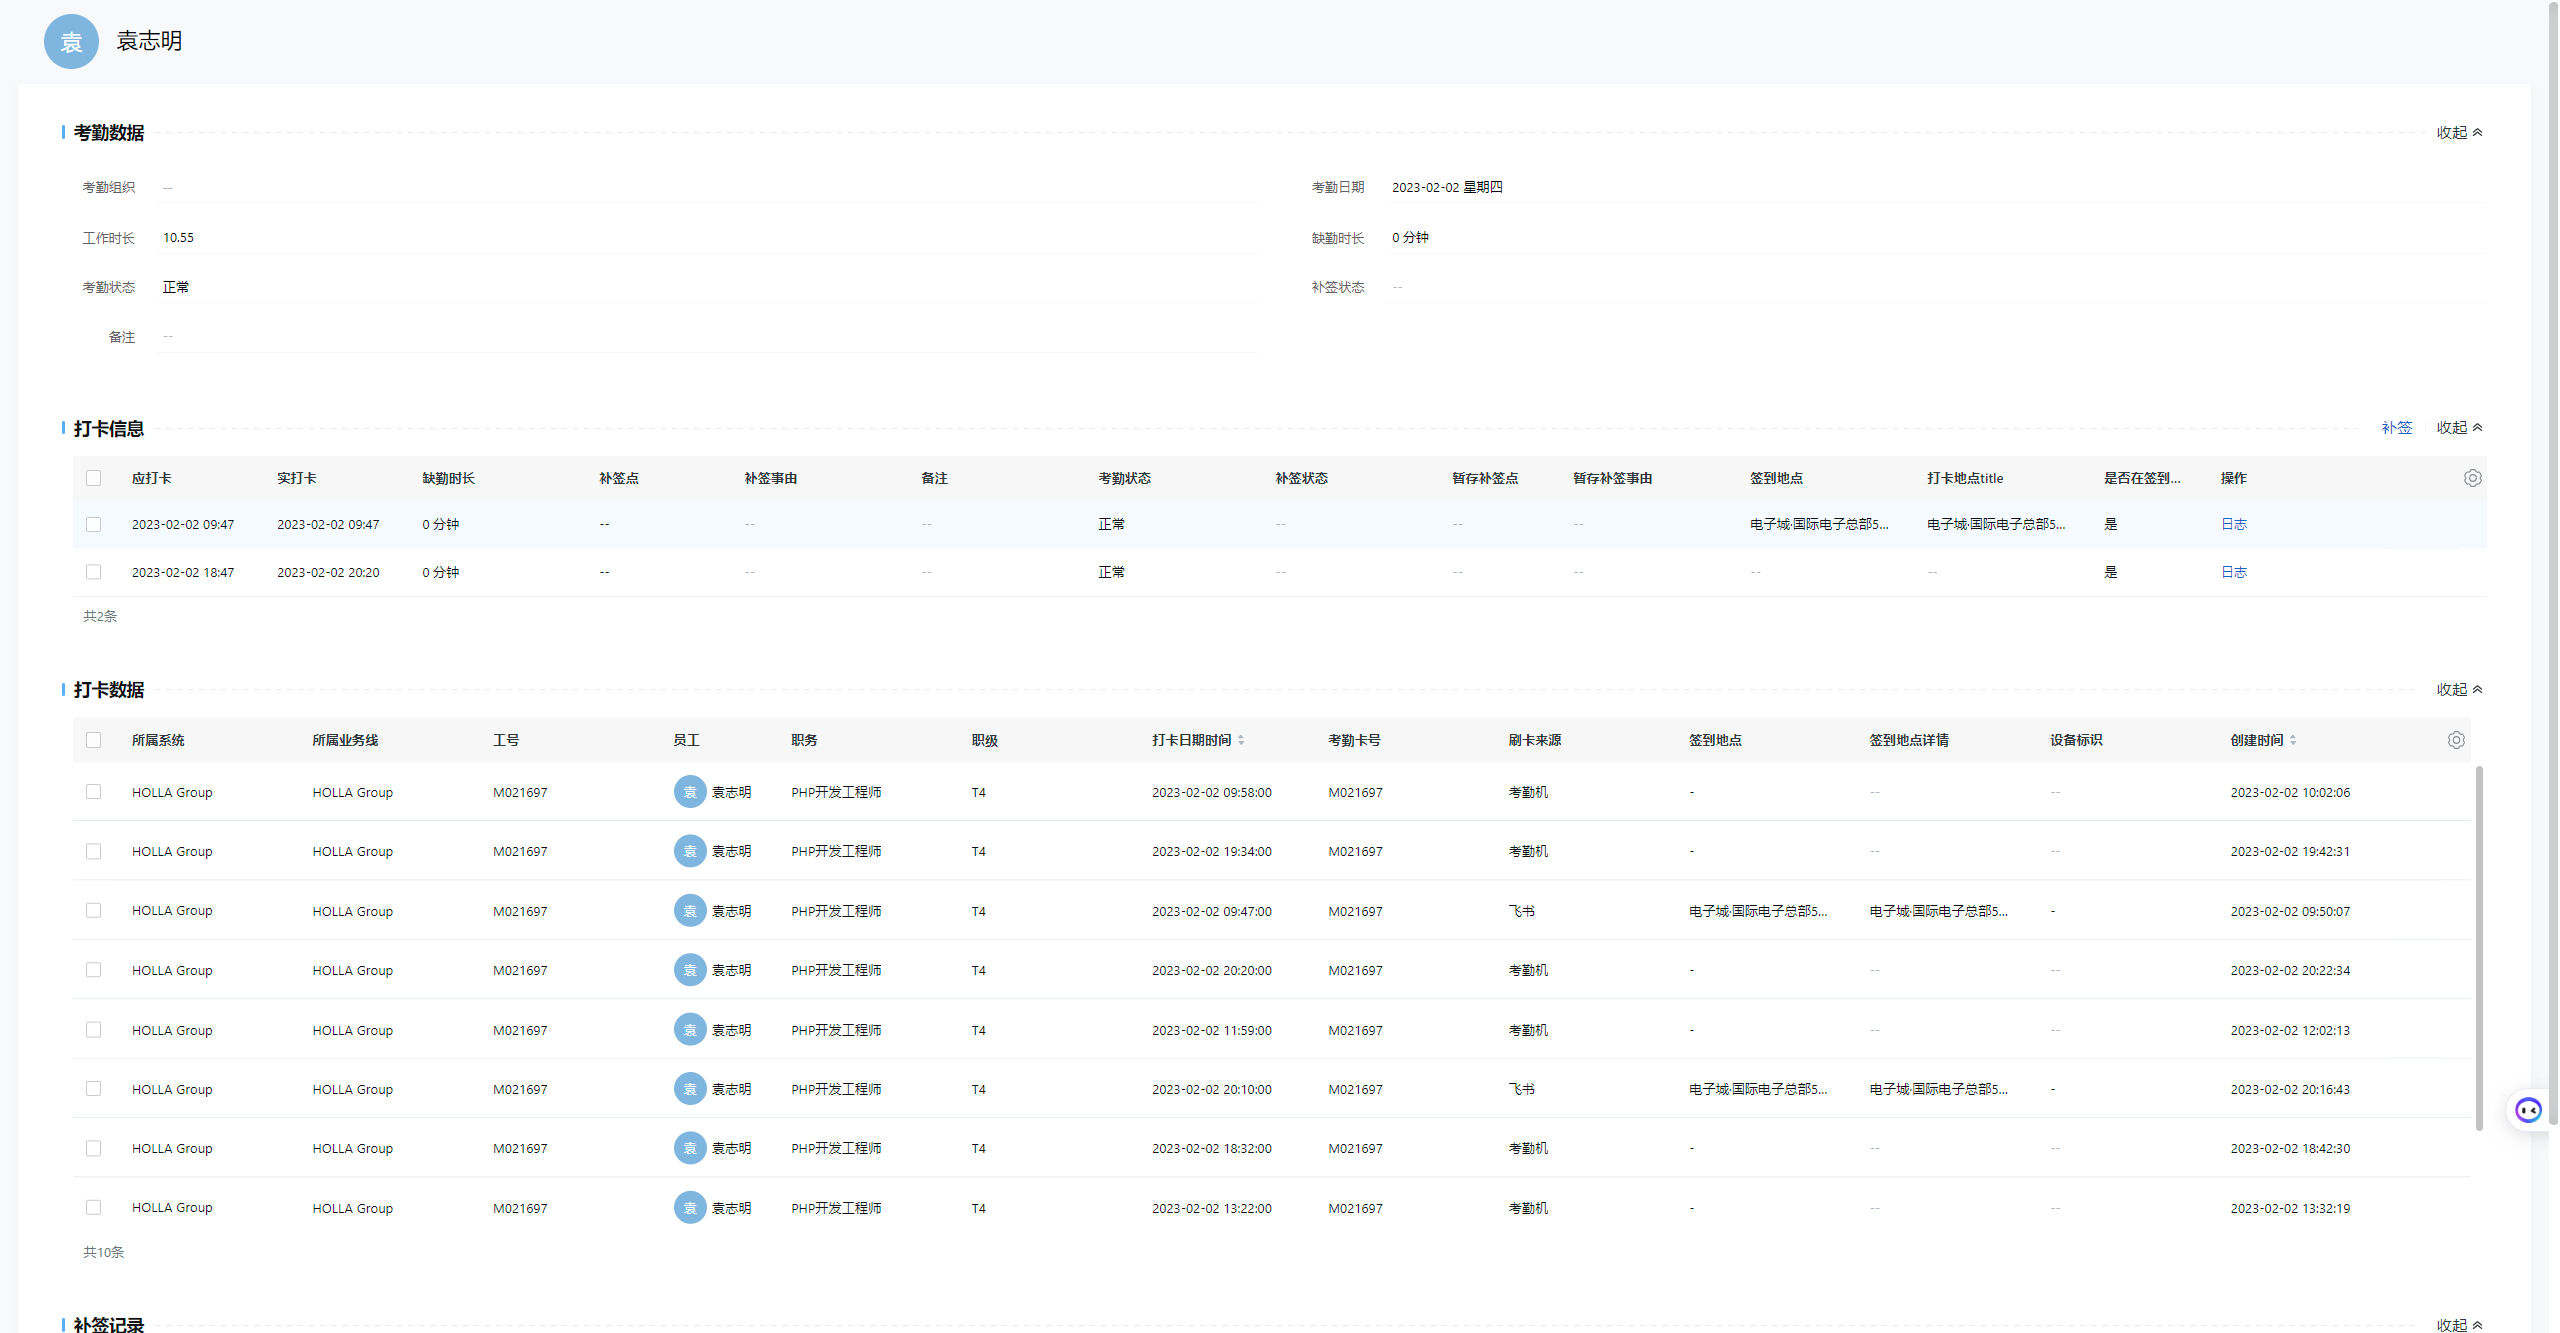 袁 袁志明
考勤数据 收起
考勤组织 -- 考勤日期 2023-02-02 星期四
工作时长 10.55 缺勤时长 0 分钟
考勤状态 正常 补签状态 --
备注 --
打卡信息 补签 收起
应打卡 实打卡 缺勤时长 补签点 补签事由 备注 考勤状态 补签状态 暂存补签点 暂存补签事由 签到地点 打卡地点title 是否在签到... 操作
2023-02-02 09:47 2023-02-02 09:47 0 分钟 -- -- -- 正常 -- -- -- 电子城·国际电子总部5... 电子城·国际电子总部5... 是 日志
2023-02-02 18:47 2023-02-02 20:20 0 分钟 -- -- -- 正常 -- -- -- -- -- 是 日志
共2条
打卡数据 收起
所属系统 所属业务线 工号 员工 职务 职级 打卡日期时间 考勤卡号 刷卡来源 签到地点 签到地点详情 设备标识 创建时间
HOLLA Group HOLLA Group M021697 袁 袁志明 PHP开发工程师 T4 2023-02-02 09:58:00 M021697 考勤机 - -- -- 2023-02-02 10:02:06
HOLLA Group HOLLA Group M021697 袁 袁志明 PHP开发工程师 T4 2023-02-02 19:34:00 M021697 考勤机 - -- -- 2023-02-02 19:42:31
HOLLA Group HOLLA Group M021697 袁 袁志明 PHP开发工程师 T4 2023-02-02 09:47:00 M021697 飞书 电子城·国际电子总部5... 电子城·国际电子总部5... - 2023-02-02 09:50:07
HOLLA Group HOLLA Group M021697 袁 袁志明 PHP开发工程师 T4 2023-02-02 20:20:00 M021697 考勤机 - -- -- 2023-02-02 20:22:34
HOLLA Group HOLLA Group M021697 袁 袁志明 PHP开发工程师 T4 2023-02-02 11:59:00 M021697 考勤机 - -- -- 2023-02-02 12:02:13
HOLLA Group HOLLA Group M021697 袁 袁志明 PHP开发工程师 T4 2023-02-02 20:10:00 M021697 飞书 电子城·国际电子总部5... 电子城·国际电子总部5... - 2023-02-02 20:16:43
HOLLA Group HOLLA Group M021697 袁 袁志明 PHP开发工程师 T4 2023-02-02 18:32:00 M021697 考勤机 - -- -- 2023-02-02 18:42:30
HOLLA Group HOLLA Group M021697 袁 袁志明 PHP开发工程师 T4 2023-02-02 13:22:00 M021697 考勤机 - -- -- 2023-02-02 13:32:19
共10条
补签记录 收起